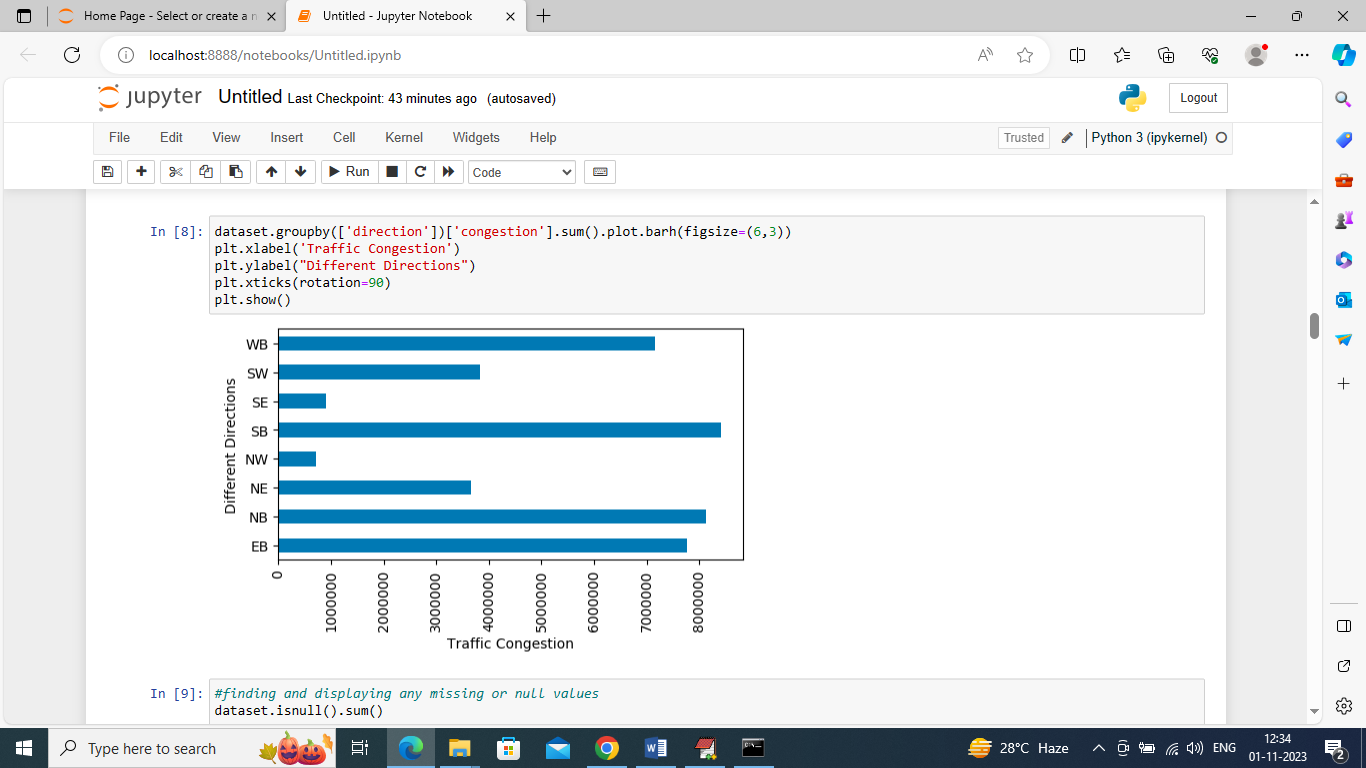 Home Page - Select or create a n
Untitled - Jupyter Notebook
localhost:8888/notebooks/Untitled.ipynb
jupyter Untitled Last Checkpoint: 43 minutes ago (autosaved)
Logout
File Edit View Insert Cell Kernel Widgets Help
Trusted Python 3 (ipykernel)
Run Code
In [8]: dataset.groupby(['direction'])['congestion'].sum().plot.barh(figsize=(6,3))
plt.xlabel('Traffic Congestion')
plt.ylabel("Different Directions")
plt.xticks(rotation=90)
plt.show()
Different Directions
WB
SW
SE
SB
NW
NE
NB
EB
0 1000000 2000000 3000000 4000000 5000000 6000000 7000000 8000000
Traffic Congestion
In [9]: #finding and displaying any missing or null values
dataset.isnull().sum()
Type here to search
28°C Haze
ENG
12:34
01-11-2023
2